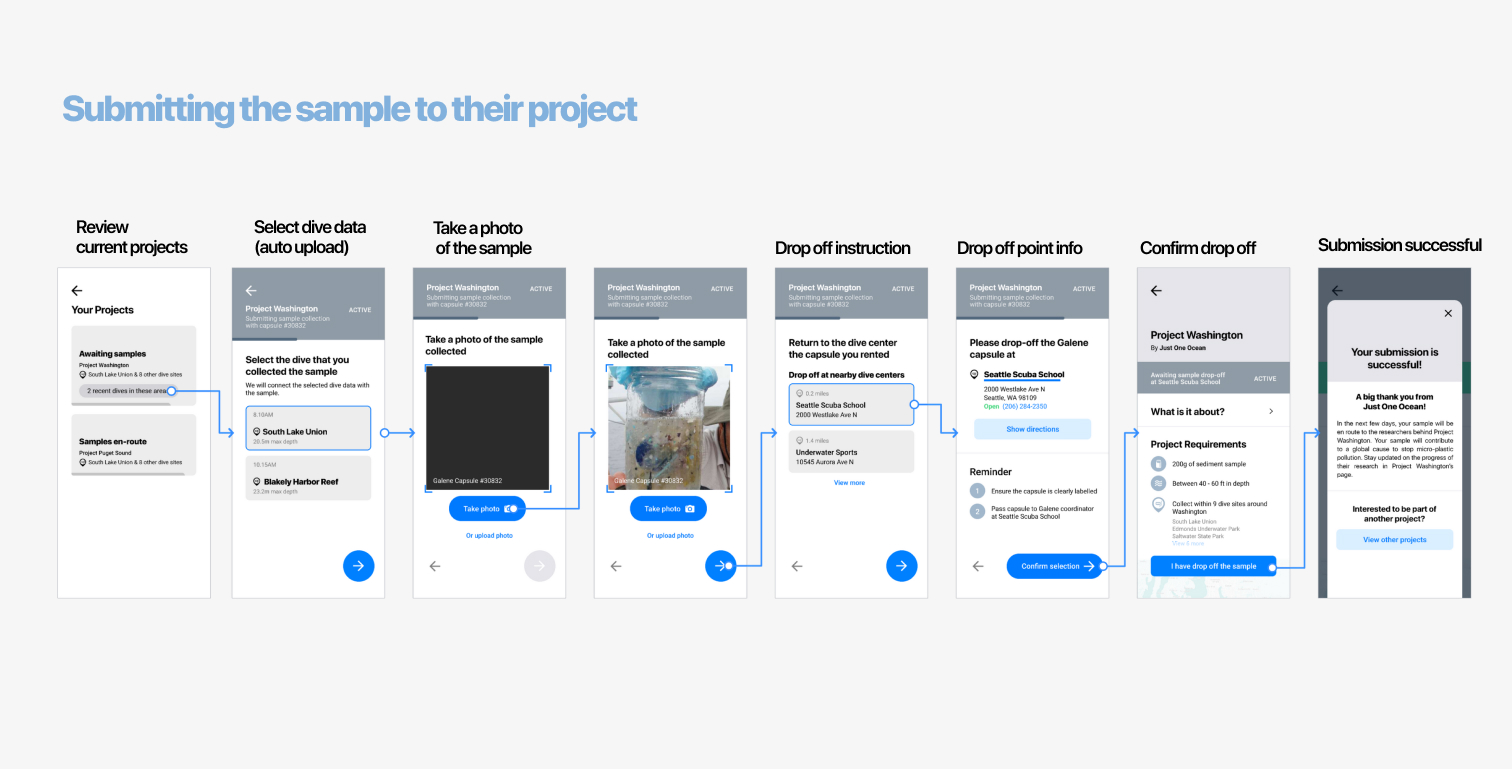 Submitting the sample to their project
Review
current projects
Select dive data
(auto upload)
Take a photo
of the sample
Drop off instruction
Drop off point info
Confirm drop off
Submission successful
Your Projects
Awaiting samples
Project Washington
South Lake Union & 8 other dive sites
2 recent dives in these area
Samples en-route
Project Puget Sound
South Lake Union & 8 other dive sites
Project Washington
ACTIVE
Submitting sample collection
with capsule #30832
Select the dive that you
collected the sample
We will connect the selected dive data with
the sample.
8.10AM
South Lake Union
20.5m max depth
10.15AM
Blakely Harbor Reef
23.2m max depth
Project Washington
ACTIVE
Submitting sample collection
with capsule #30832
Take a photo of the sample
collected
Galene Capsule #30832
Take photo
Or upload photo
Project Washington
ACTIVE
Submitting sample collection
with capsule #30832
Take a photo of the sample
collected
Galene Capsule #30832
Take photo
Or upload photo
Project Washington
ACTIVE
Submitting sample collection
with capsule #30832
Return to the dive center
the capsule you rented
Drop off at nearby dive centers
0.2 miles
Seattle Scuba School
2000 Westlake Ave N
1.4 miles
Underwater Sports
10545 Aurora Ave N
View more
Project Washington
ACTIVE
Submitting sample collection
with capsule #30832
Please drop-off the Galene
capsule at
Seattle Scuba School
2000 Westlake Ave N
Seattle, WA 98109
Open (206) 284-2350
Show directions
Reminder
1 Ensure the capsule is clearly labelled
2 Pass capsule to Galene coordinator
at Seattle Scuba School
Confirm selection
Project Washington
By Just One Ocean
Awaiting sample drop-off
at Seattle Scuba School
ACTIVE
What is it about?
Project Requirements
200g of sediment sample
Between 40 - 60 ft in depth
Collect within 9 dive sites around
Washington
South Lake Union
Edmonds Underwater Park
Saltwater State Park
View 6 more
I have drop off the sample
Your submission is
successful!
A big thank you from
Just One Ocean!
In the next few days, your sample will be
en route to the researchers behind Project
Washington. Your sample will contribute
to a global cause to stop micro-plastic
pollution. Stay updated on the progress of
their research in Project Washington's
page.
Interested to be part of
another project?
View other projects